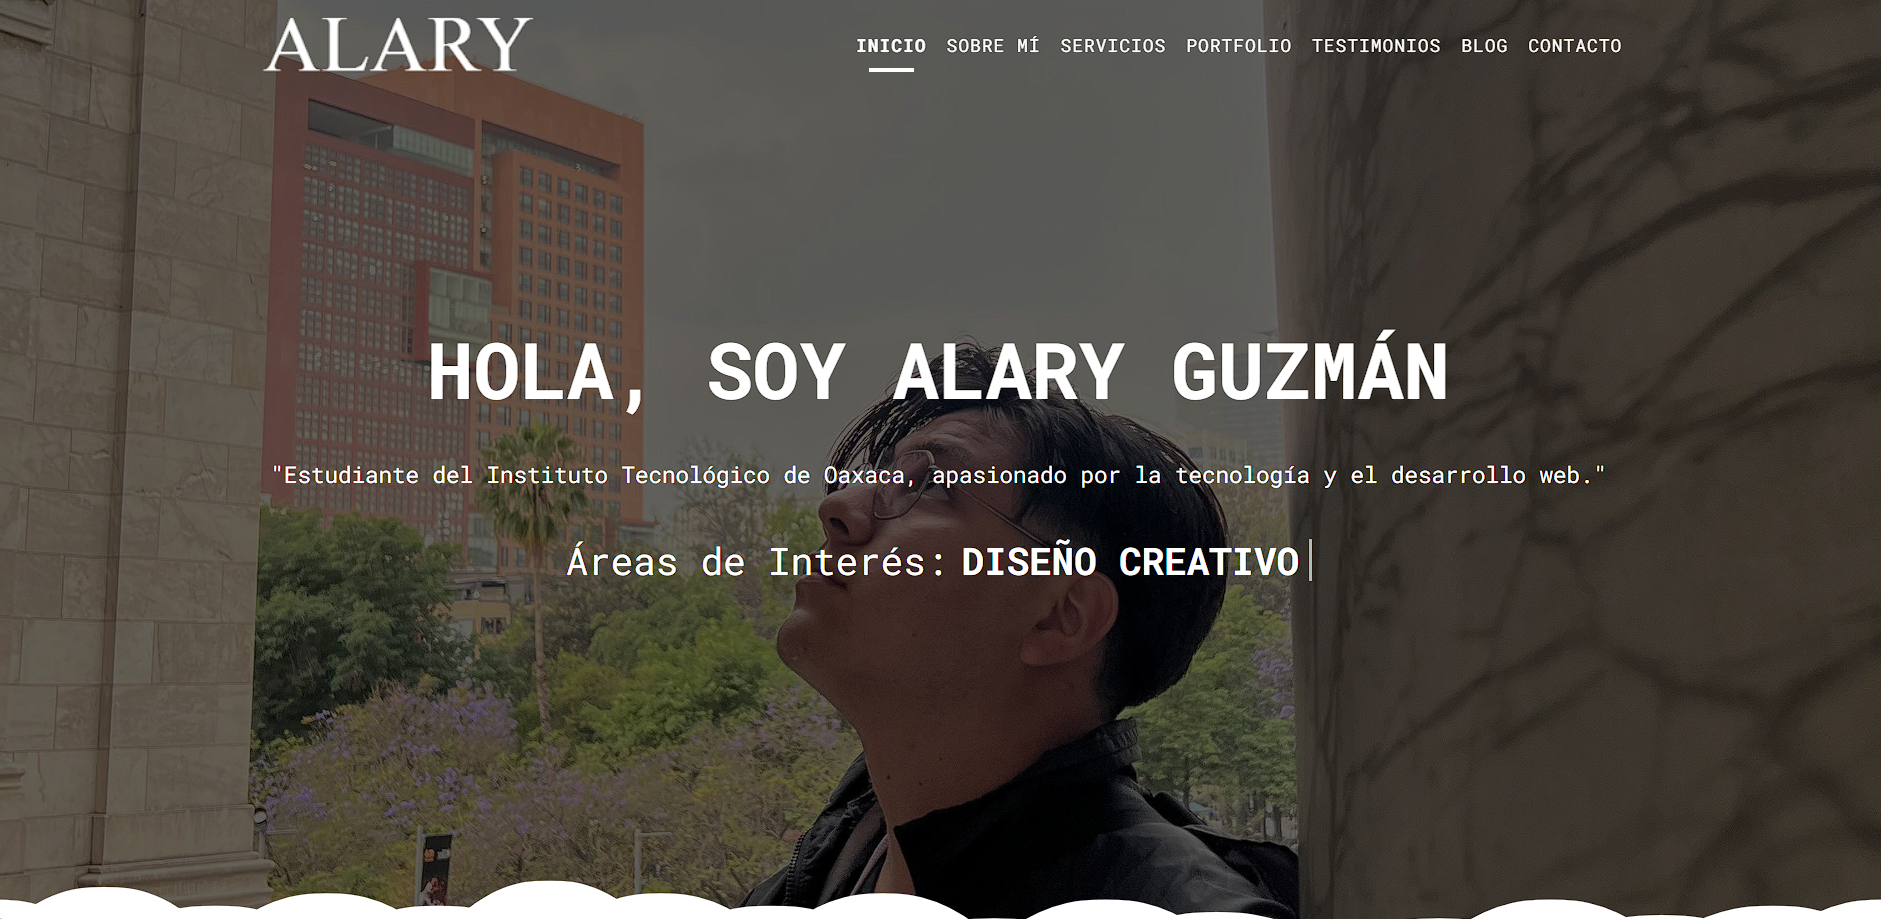 ALARY
INICIO SOBRE MÍ SERVICIOS PORTFOLIO TESTIMONIOS BLOG CONTACTO
HOLA, SOY ALARY GUZMÁN
"Estudiante del Instituto Tecnológico de Oaxaca, apasionado por la tecnología y el desarrollo web."
Áreas de Interés: DISEÑO CREATIVO